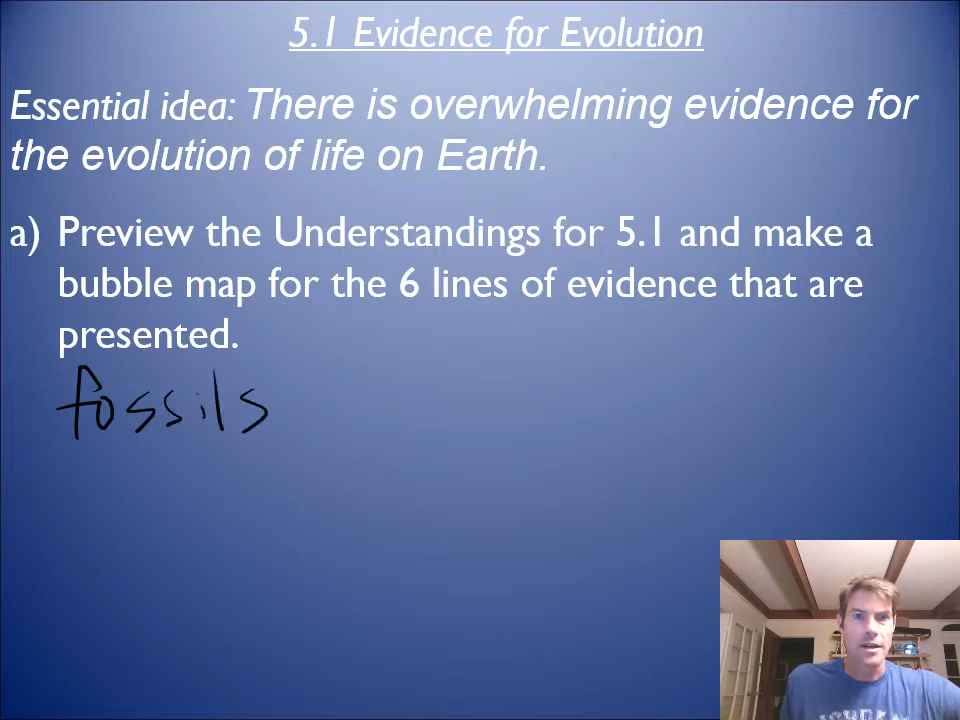 5.1 Evidence for Evolution
Essential idea: There is overwhelming evidence for
the evolution of life on Earth.
a) Preview the Understandings for 5.1 and make a
bubble map for the 6 lines of evidence that are
presented.
fossils